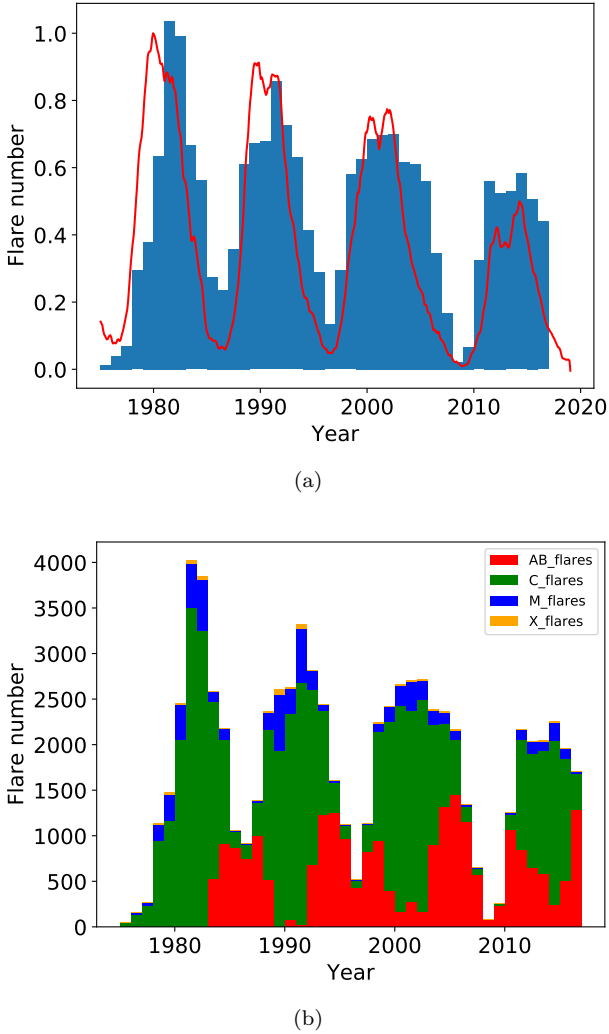 1.0
0.8
0.6
0.4
0.2
0.0
Flare number
1980 1990 2000 2010 2020
Year
(a)
4000
3500
3000
2500
2000
1500
1000
500
0
Flare number
AB_flares
C_flares
M_flares
X_flares
1980 1990 2000 2010
Year
(b)